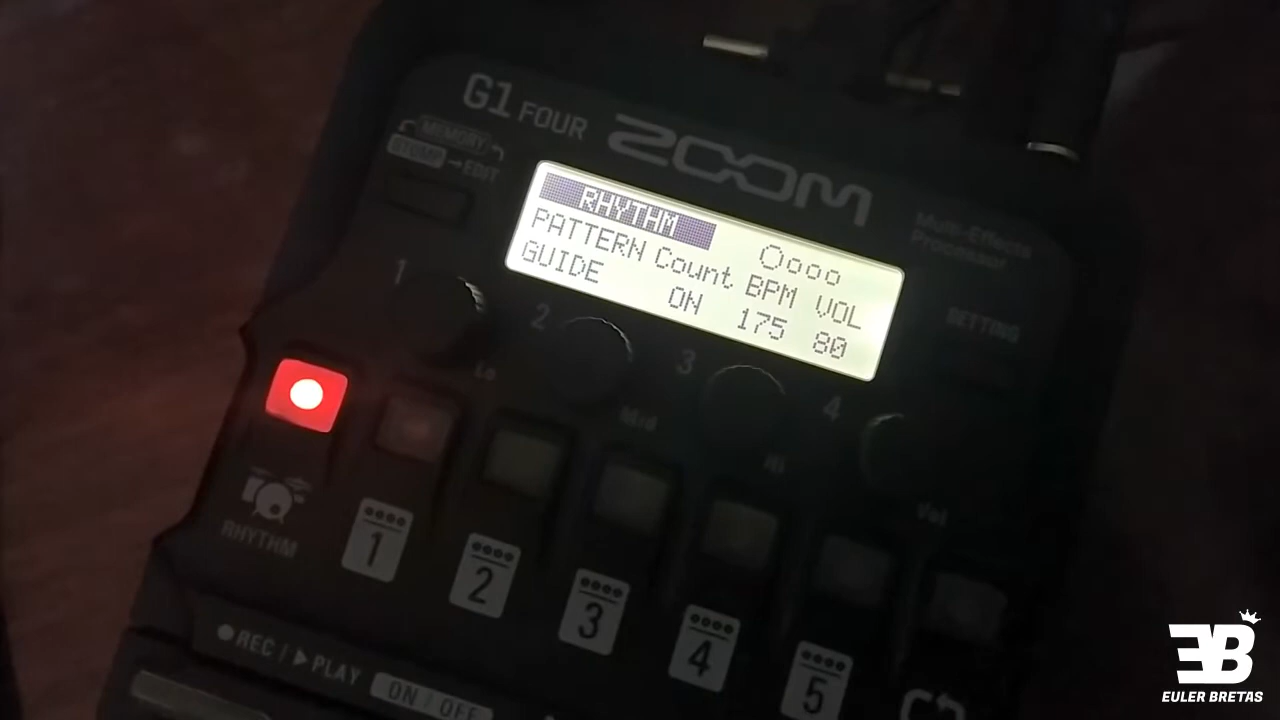 G1 FOUR
ZOOM
MEMORY
STOMP → EDIT
Multi-Effects
Processor
RHYTHM
PATTERN Count BPM VOL
GUIDE ON 175 80
SETTING
1
2
3
4
Lo
Mid
Hi
Vol
RHYTHM
1
2
3
4
5
REC / PLAY ON / OFF
EB
EULER BRETAS